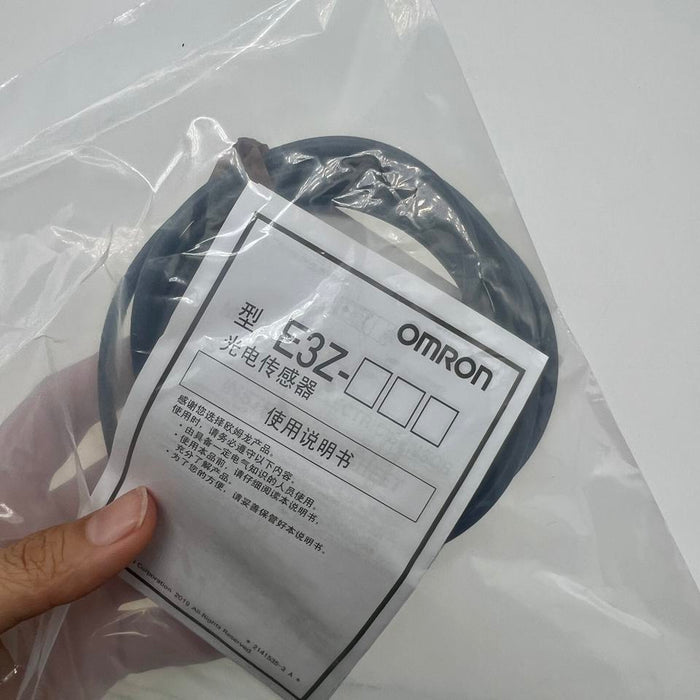 OMRON
型 E3Z-□□□
光电传感器
使用说明书
感谢您选择欧姆龙产品。
使用时，请务必遵守以下内容。
・由具备一定电气知识的人员使用。
・使用本品前，请仔细阅读本说明书，
充分了解产品。
・为了您的方便，请妥善保管好本说明书。
Corporation. 2010 All Rights Reserved.
* 2141535-2 A *